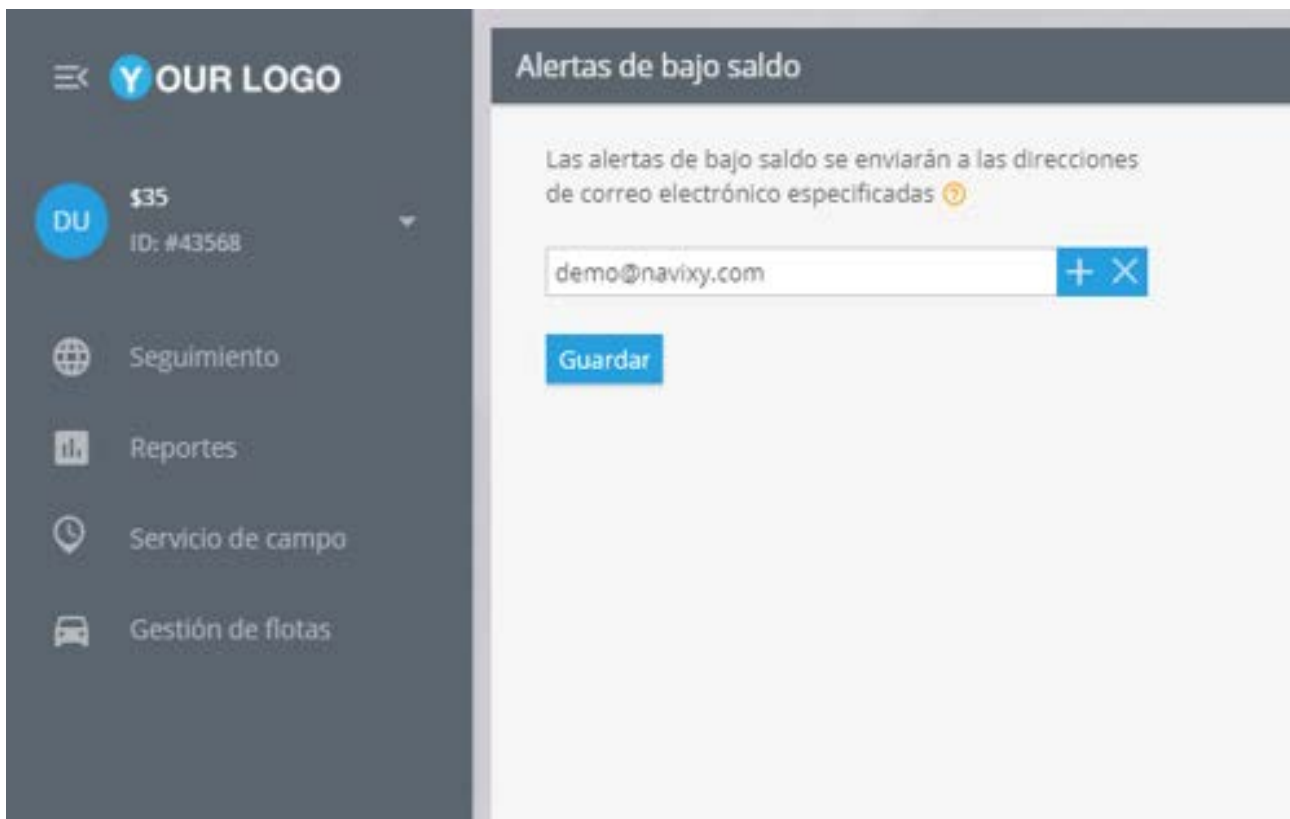 YOUR LOGO
DU
$35
ID: #43568
Seguimiento
Reportes
Servicio de campo
Gestión de flotas
Alertas de bajo saldo
Las alertas de bajo saldo se enviarán a las direcciones
de correo electrónico especificadas ?
demo@navixy.com
Guardar